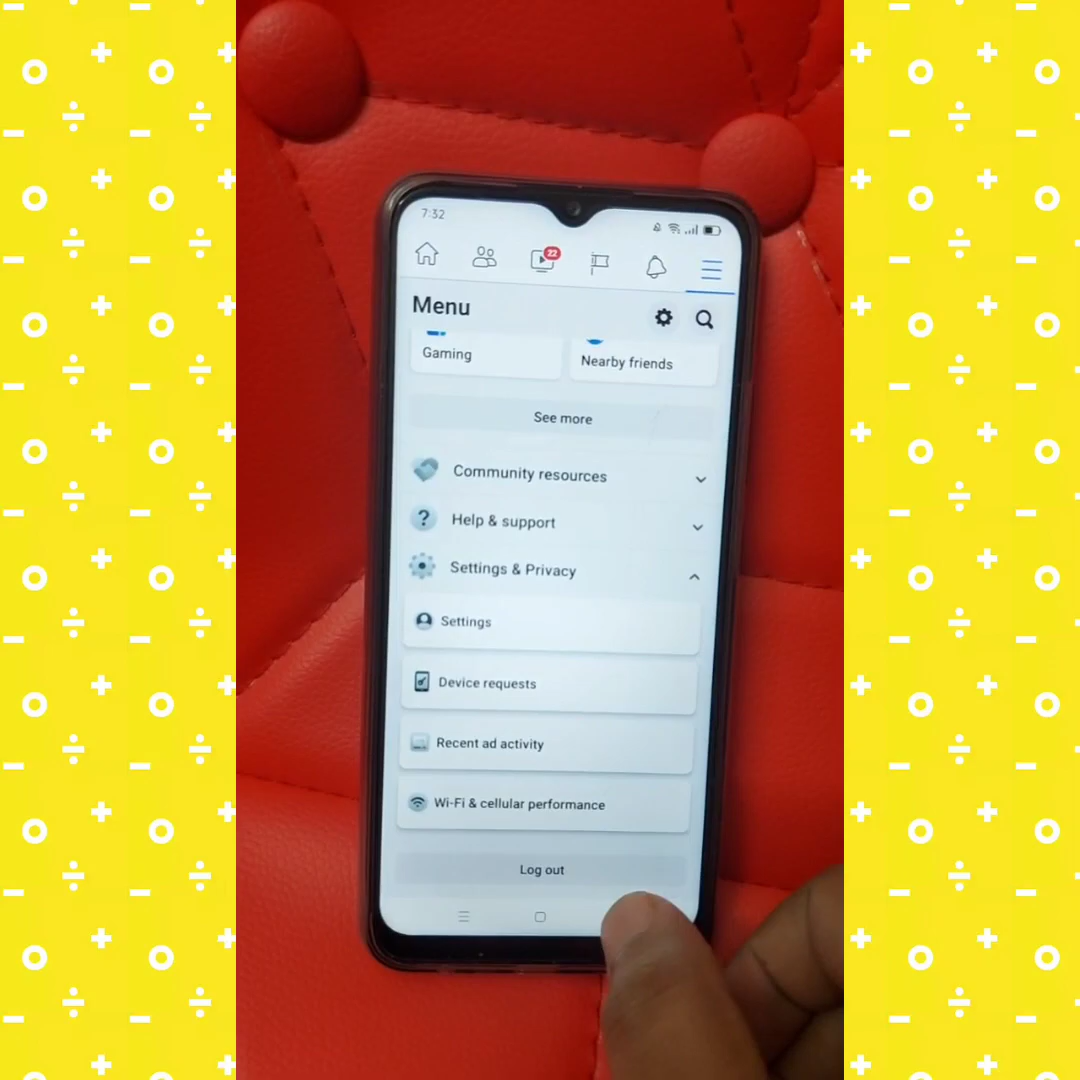 7:32
22
Menu
Gaming
Nearby friends
See more
Community resources
Help & support
Settings & Privacy
Settings
Device requests
Recent ad activity
Wi-Fi & cellular performance
Log out